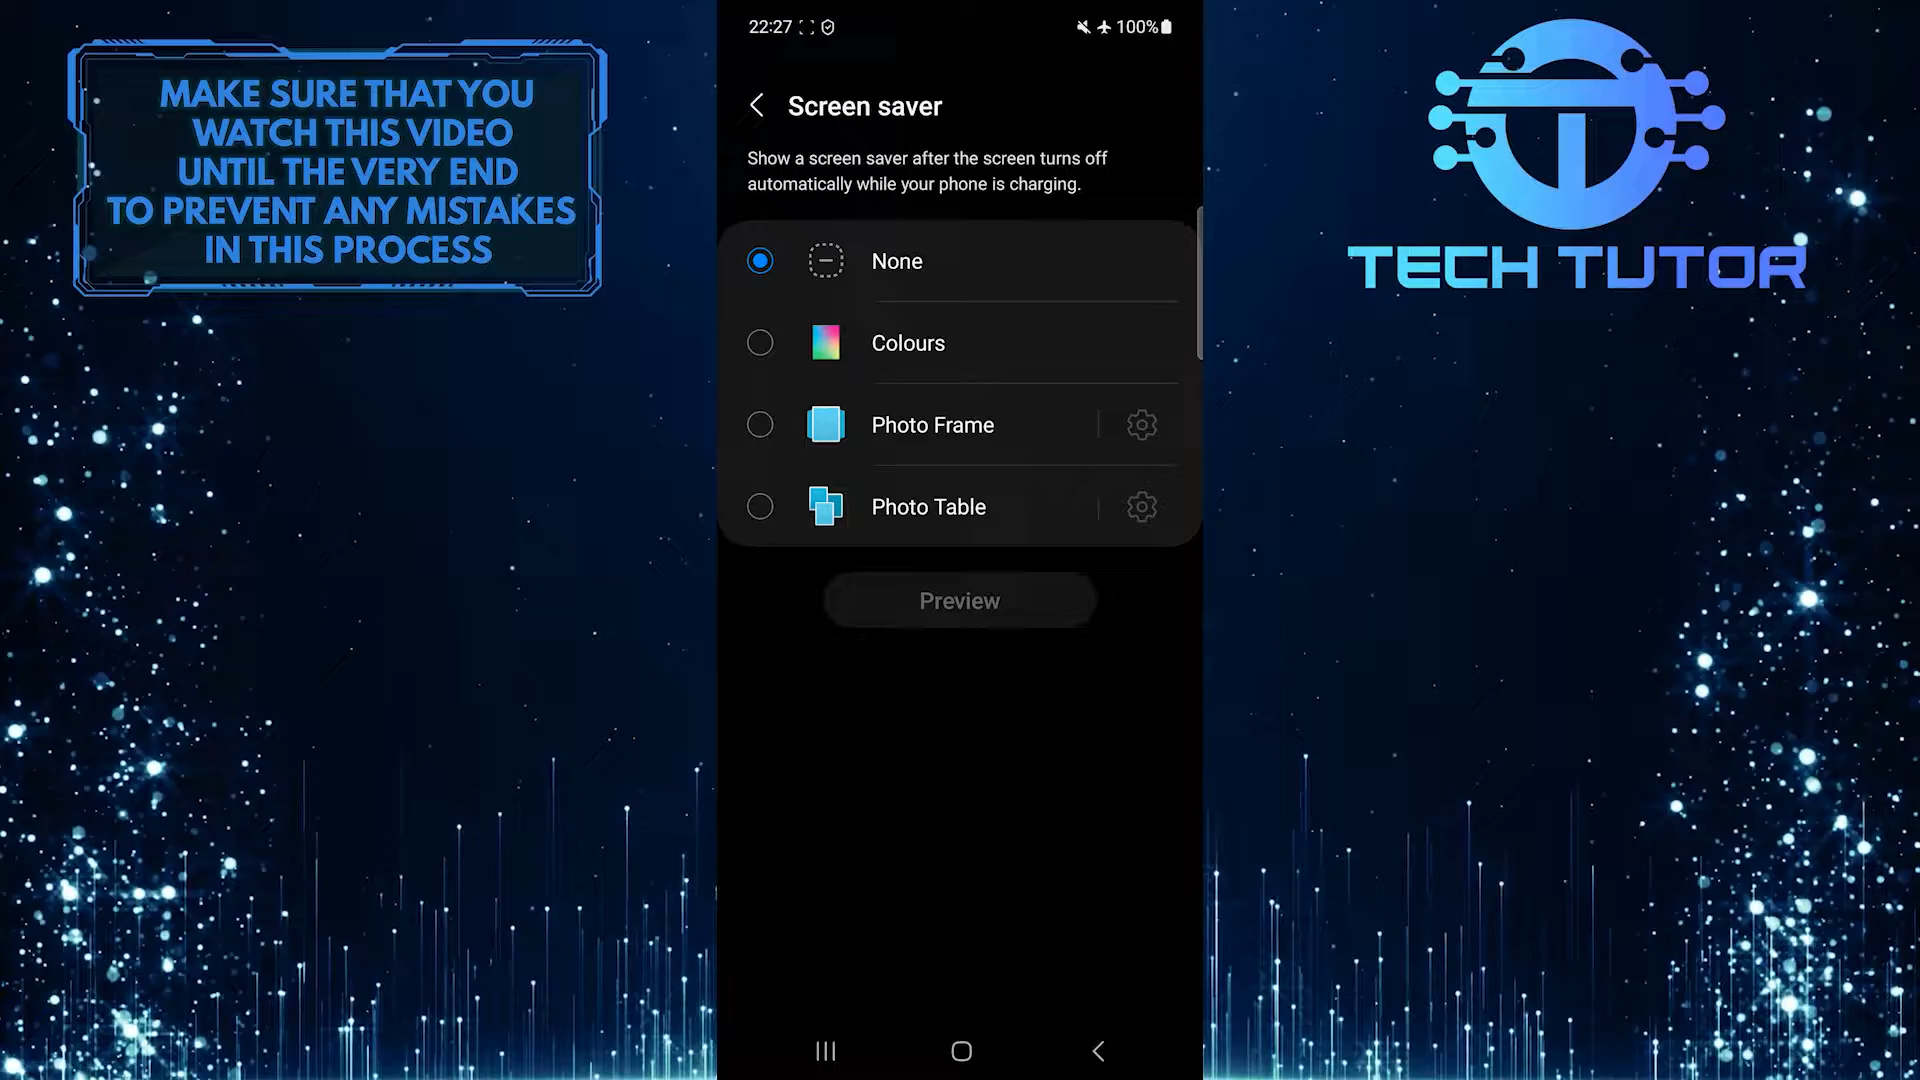 MAKE SURE THAT YOU
WATCH THIS VIDEO
UNTIL THE VERY END
TO PREVENT ANY MISTAKES
IN THIS PROCESS
22:27
100%
Screen saver
Show a screen saver after the screen turns off
automatically while your phone is charging.
None
Colours
Photo Frame
Photo Table
Preview
TECH TUTOR